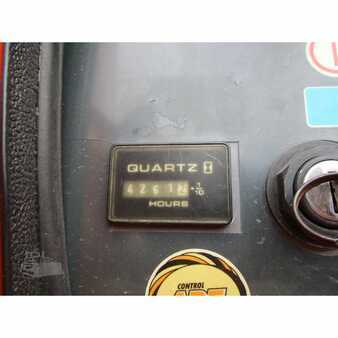 QUARTZ
4261
1/10
HOURS
CONTROL